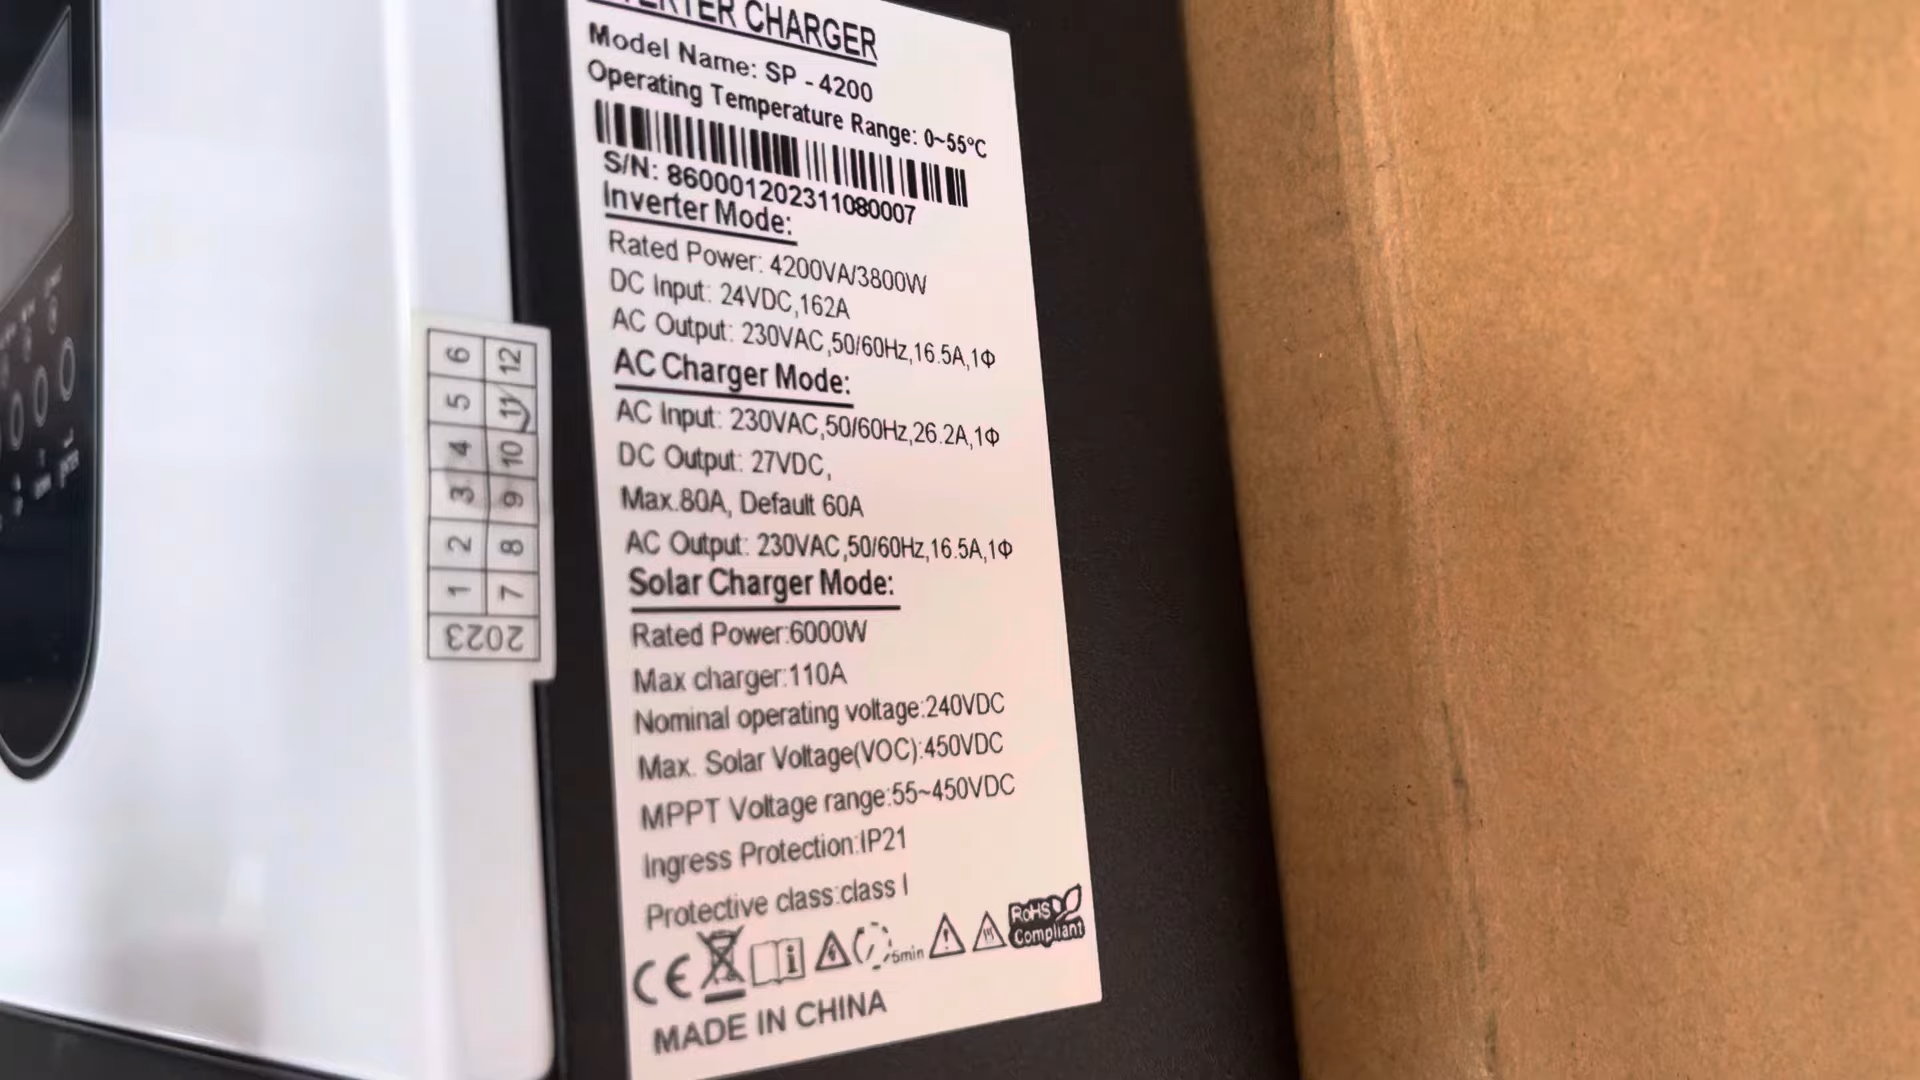 INVERTER CHARGER
Model Name: SP - 4200
Operating Temperature Range: 0~55°C
S/N: 860001202311080007
Inverter Mode:
Rated Power: 4200VA/3800W
DC Input: 24VDC,162A
AC Output: 230VAC,50/60Hz,16.5A,1Φ
AC Charger Mode:
AC Input: 230VAC,50/60Hz,26.2A,1Φ
DC Output: 27VDC,
Max.80A, Default 60A
AC Output: 230VAC,50/60Hz,16.5A,1Φ
Solar Charger Mode:
Rated Power:6000W
Max charger:110A
Nominal operating voltage:240VDC
Max. Solar Voltage(VOC):450VDC
MPPT Voltage range:55~450VDC
Ingress Protection:IP21
Protective class:class I
CE i 5min RoHS
Compliant
MADE IN CHINA
2023
1 2 3 4 5 6
7 8 9 10 11 12
ENTER